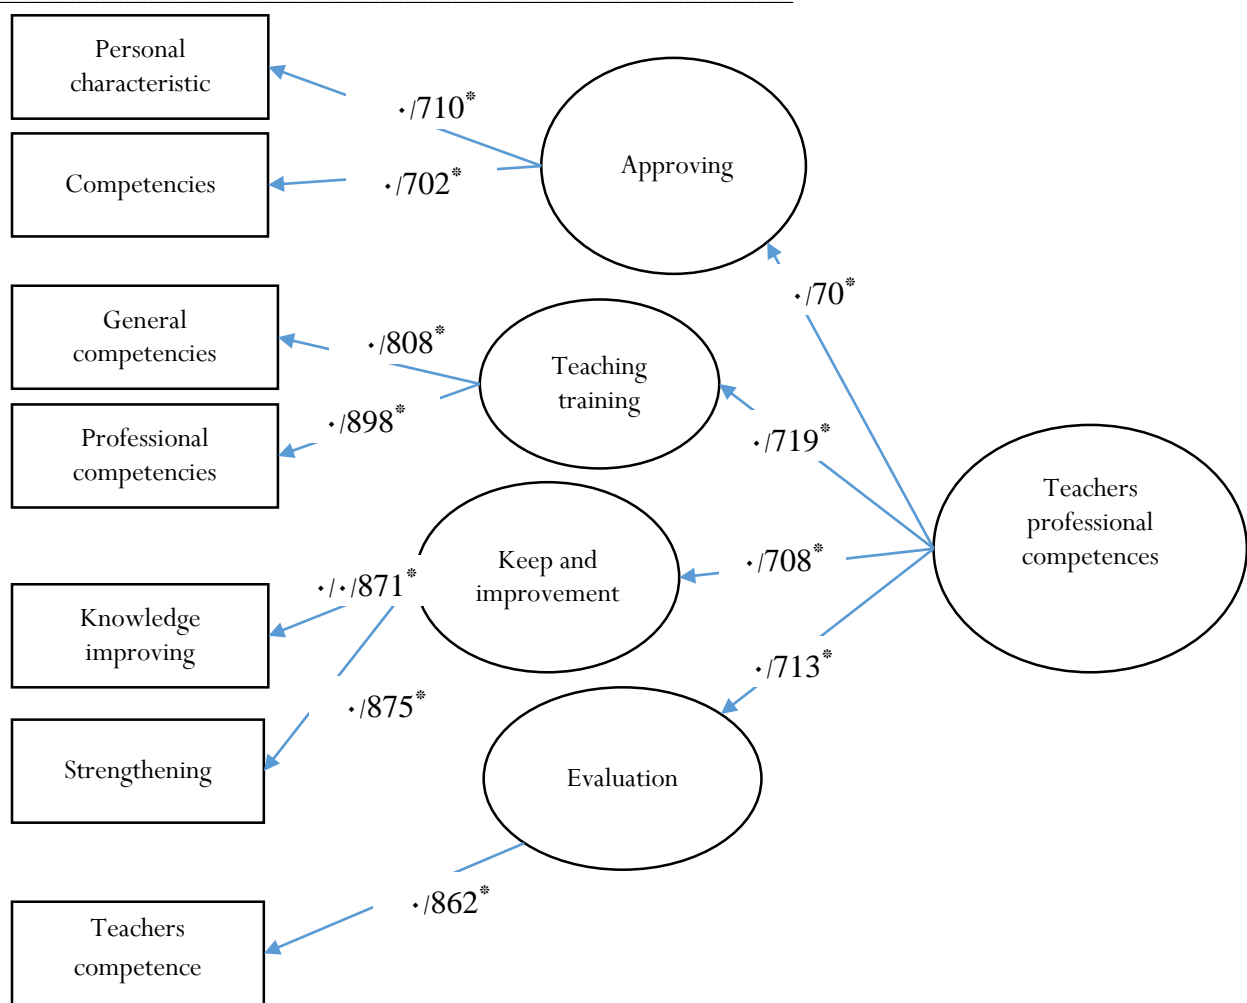 Personal
characteristic
٠/710*
Approving
Competencies
٠/702*
٠/70*
General
competencies
٠/808*
Teaching
training
Professional
competencies
٠/898*
٠/719*
Teachers
professional
competences
Keep and
improvement
٠/708*
٠/٠/871*
Knowledge
improving
٠/713*
٠/875*
Strengthening
Evaluation
٠/862*
Teachers
competence